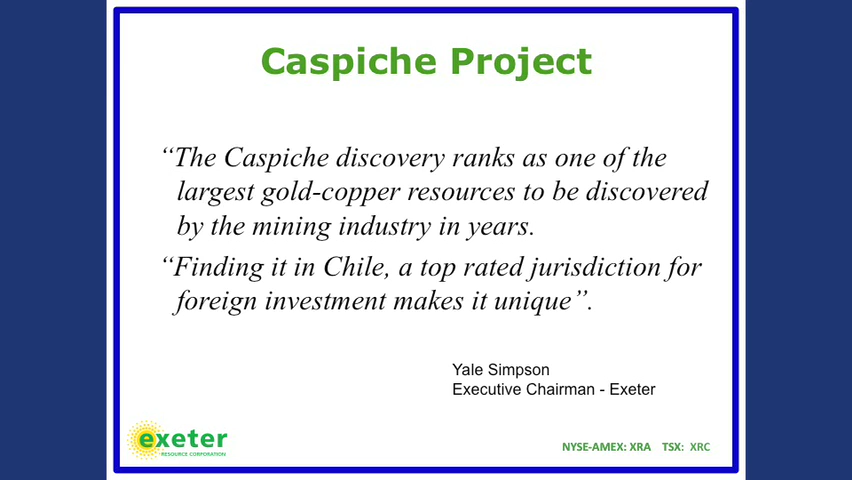 Caspiche Project
“The Caspiche discovery ranks as one of the
largest gold-copper resources to be discovered
by the mining industry in years.
“Finding it in Chile, a top rated jurisdiction for
foreign investment makes it unique”.
Yale Simpson
Executive Chairman - Exeter
exeter
RESOURCE CORPORATION
NYSE-AMEX: XRA TSX: XRC